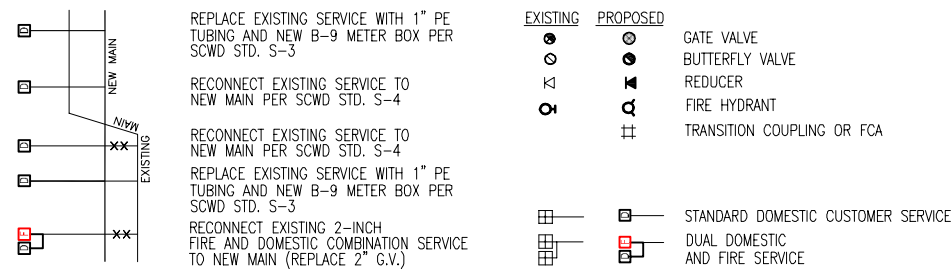 REPLACE EXISTING SERVICE WITH 1" PE
TUBING AND NEW B-9 METER BOX PER
SCWD STD. S-3
RECONNECT EXISTING SERVICE TO
NEW MAIN PER SCWD STD. S-4
RECONNECT EXISTING SERVICE TO
NEW MAIN PER SCWD STD. S-4
REPLACE EXISTING SERVICE WITH 1" PE
TUBING AND NEW B-9 METER BOX PER
SCWD STD. S-3
RECONNECT EXISTING 2-INCH
FIRE AND DOMESTIC COMBINATION SERVICE
TO NEW MAIN (REPLACE 2" G.V.)
D
D
D
D
F
D
NEW MAIN
MAIN
EXISTING
XX
XX
EXISTING PROPOSED
GATE VALVE
BUTTERFLY VALVE
REDUCER
FIRE HYDRANT
TRANSITION COUPLING OR FCA
D STANDARD DOMESTIC CUSTOMER SERVICE
F DUAL DOMESTIC
D AND FIRE SERVICE